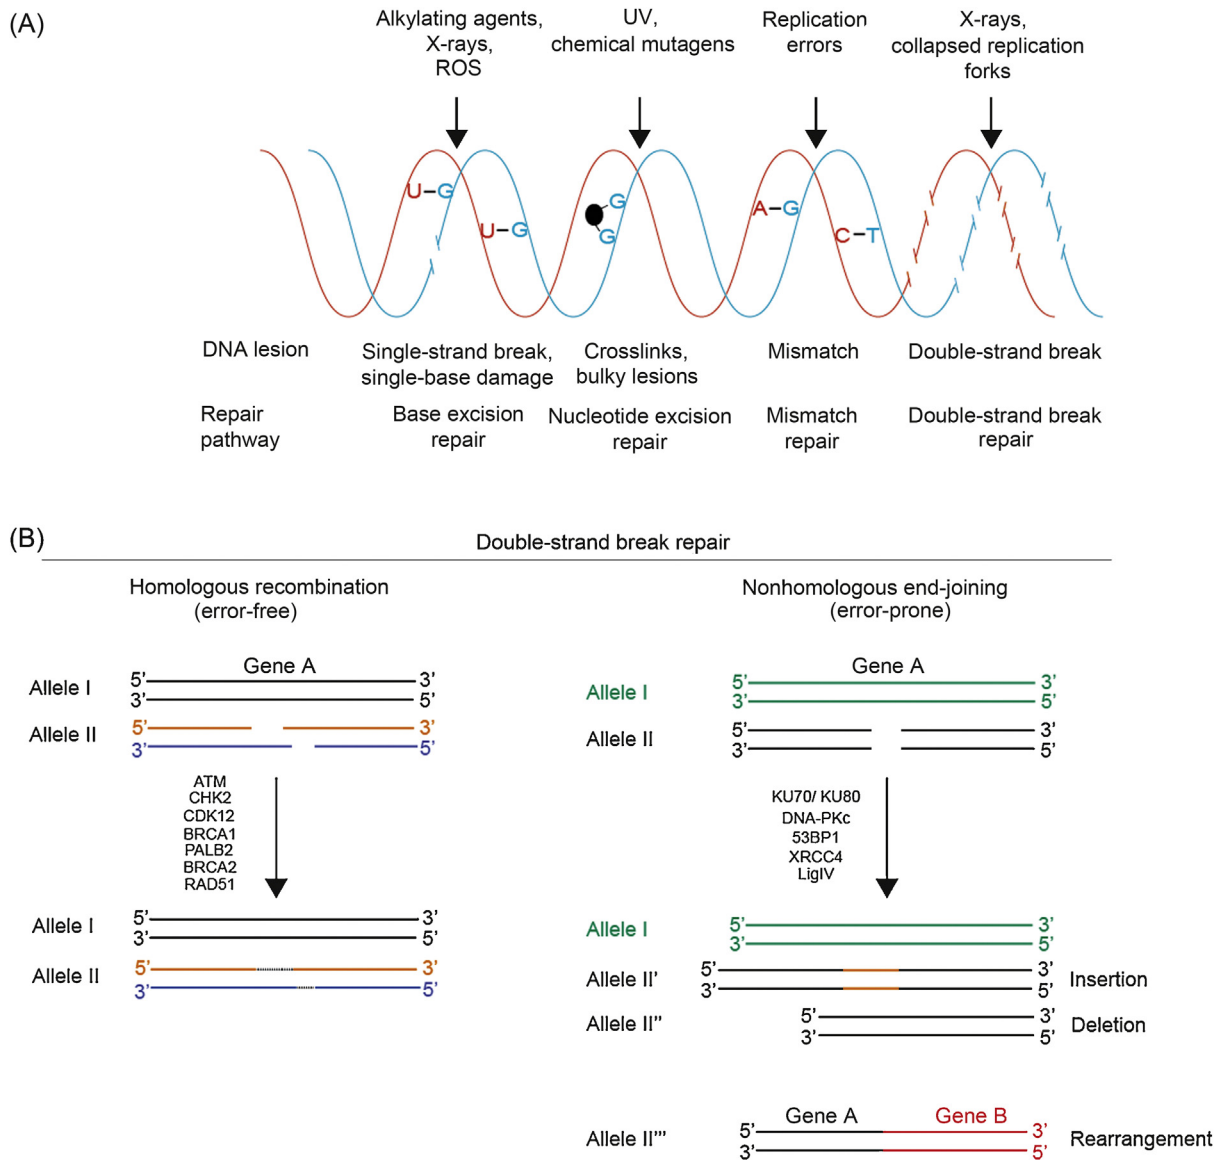 (A)
Alkylating agents,
X-rays,
ROS
UV,
chemical mutagens
Replication
errors
X-rays,
collapsed replication
forks
U–G
U–G
G
G
A–G
C–T
DNA lesion
Single-strand break,
single-base damage
Crosslinks,
bulky lesions
Mismatch
Double-strand break
Repair
pathway
Base excision
repair
Nucleotide excision
repair
Mismatch
repair
Double-strand break
repair
(B)
Double-strand break repair
Homologous recombination
(error-free)
Gene A
Allele I
5’ 3’
3’ 5’
Allele II
5’ 3’
3’ 5’
ATM
CHK2
CDK12
BRCA1
PALB2
BRCA2
RAD51
Allele I
5’ 3’
3’ 5’
Allele II
5’ 3’
3’ 5’
Nonhomologous end-joining
(error-prone)
Gene A
Allele I
5’ 3’
3’ 5’
Allele II
5’ 3’
3’ 5’
KU70/ KU80
DNA-PKc
53BP1
XRCC4
LigIV
Allele I
5’ 3’
3’ 5’
Allele II’
5’ 3’
3’ 5’
Insertion
Allele II’’
5’ 3’
3’ 5’
Deletion
Gene A Gene B
Allele II’’’
5’ 3’
3’ 5’
Rearrangement